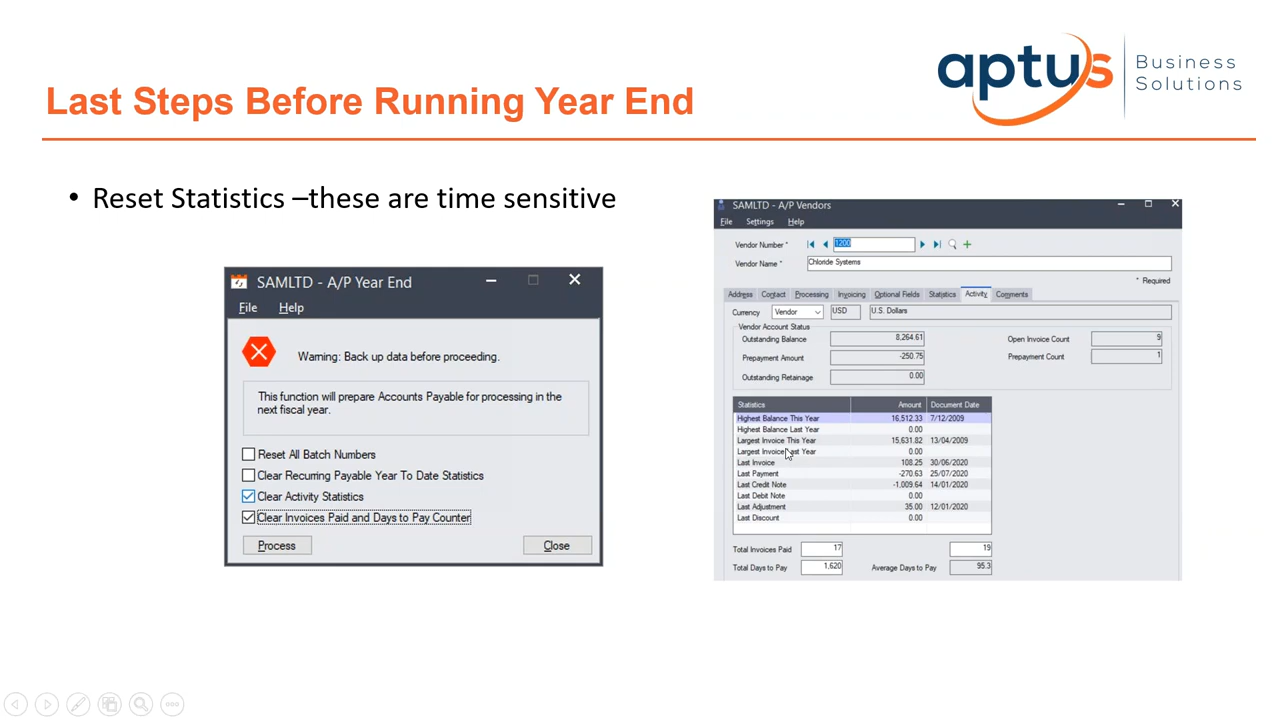 aptus
Business
Solutions
Last Steps Before Running Year End
• Reset Statistics –these are time sensitive
SAMLTD - A/P Year End
File Help
Warning: Back up data before proceeding.
This function will prepare Accounts Payable for processing in the
next fiscal year.
Reset All Batch Numbers
Clear Recurring Payable Year To Date Statistics
Clear Activity Statistics
Clear Invoices Paid and Days to Pay Counter
Process Close
SAMLTD - A/P Vendors
File Settings Help
Vendor Number * 1200
Vendor Name * Chloride Systems
* Required
Address Contact Processing Invoicing Optional Fields Statistics Activity Comments
Currency Vendor USD U.S. Dollars
Vendor Account Status
Outstanding Balance 8,264.61 Open Invoice Count 9
Prepayment Amount -250.75 Prepayment Count 1
Outstanding Retainage 0.00
Statistics Amount Document Date
Highest Balance This Year 16,512.33 7/12/2009
Highest Balance Last Year 0.00
Largest Invoice This Year 15,631.82 13/04/2009
Largest Invoice Last Year 0.00
Last Invoice 108.25 30/06/2020
Last Payment -270.63 25/07/2020
Last Credit Note -1,009.64 14/01/2020
Last Debit Note 0.00
Last Adjustment 35.00 12/01/2020
Last Discount 0.00
Total Invoices Paid 17 19
Total Days to Pay 1,620 Average Days to Pay 95.3